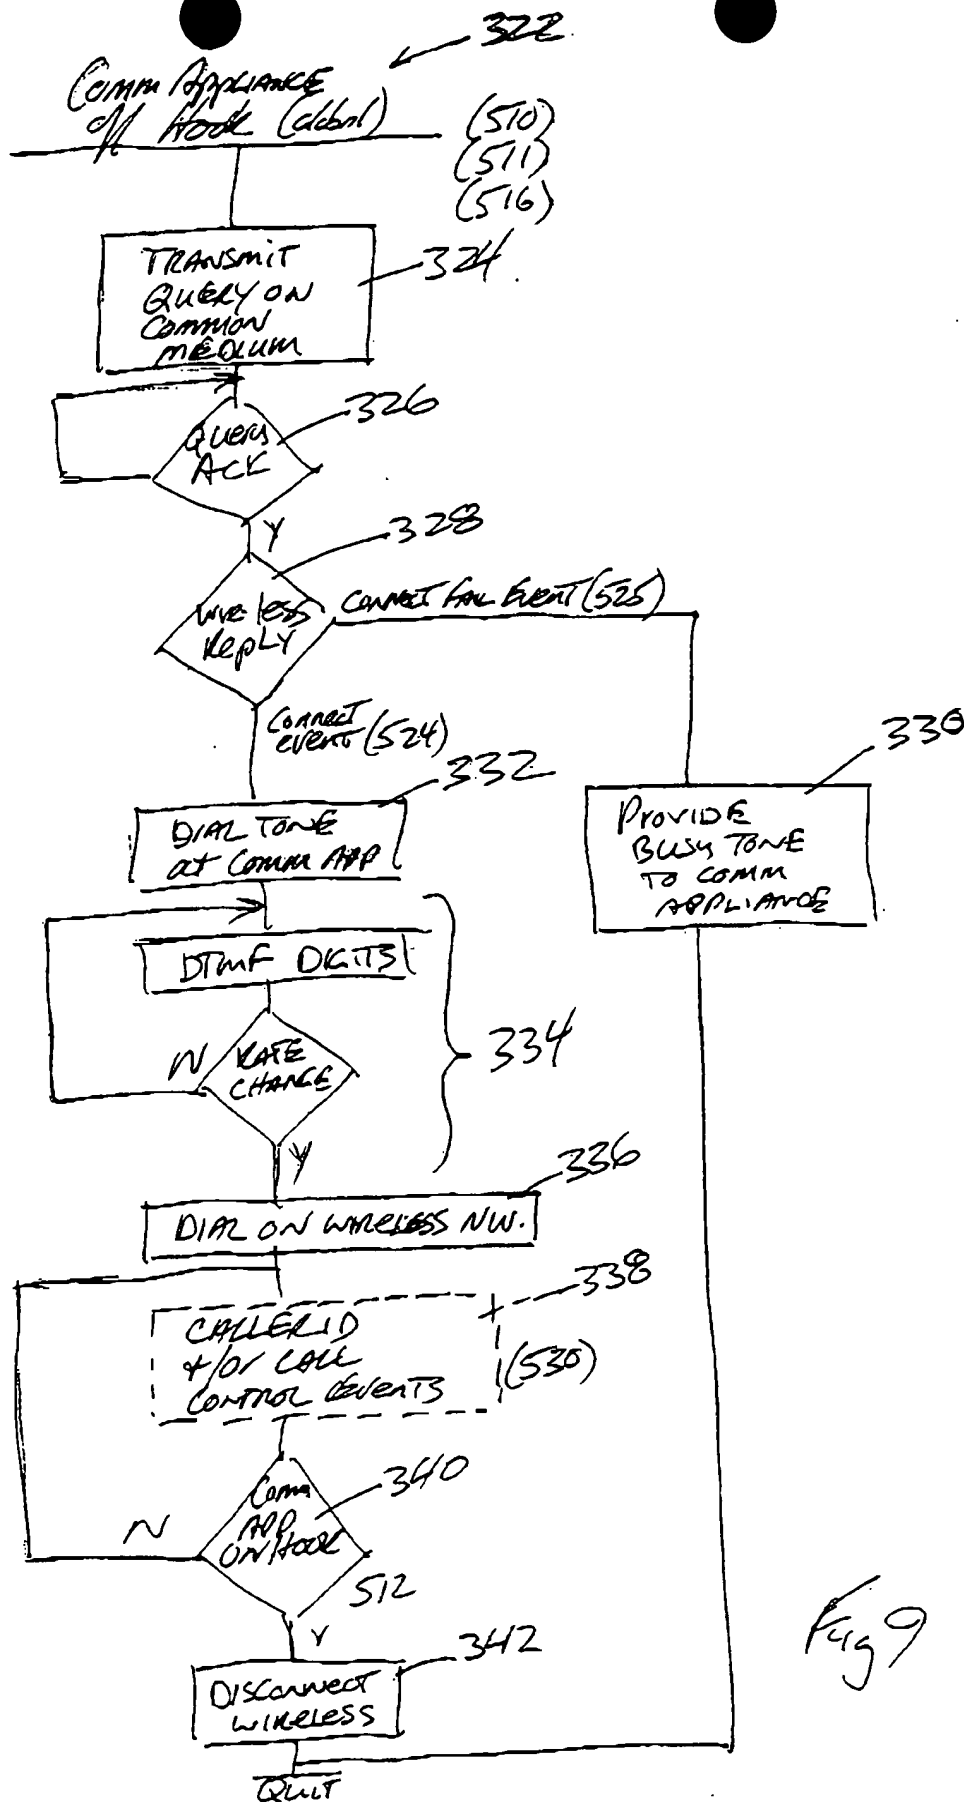 322
Comm Appliance
Off Hook
(510)
(511)
(516)
TRANSMIT
QUERY ON
COMMON
MEDIUM
324
326
Query
ACK
Y
328
Wireless
Reply
CONNECT FAIL EVENT (525)
CONNECT
EVENT (524)
332
330
DIAL TONE
at COMM APP
PROVIDE
BUSY TONE
TO COMM
APPLIANCE
DTMF DIGITS
334
N
RATE
CHANGE
Y
336
DIAL ON WIRELESS NW.
338
CALLER ID
+/or CALL
CONTROL EVENTS
(530)
340
Comm
APP
ON/HOOK
N
512
Y
342
DISCONNECT
WIRELESS
QUIT
Fig 9